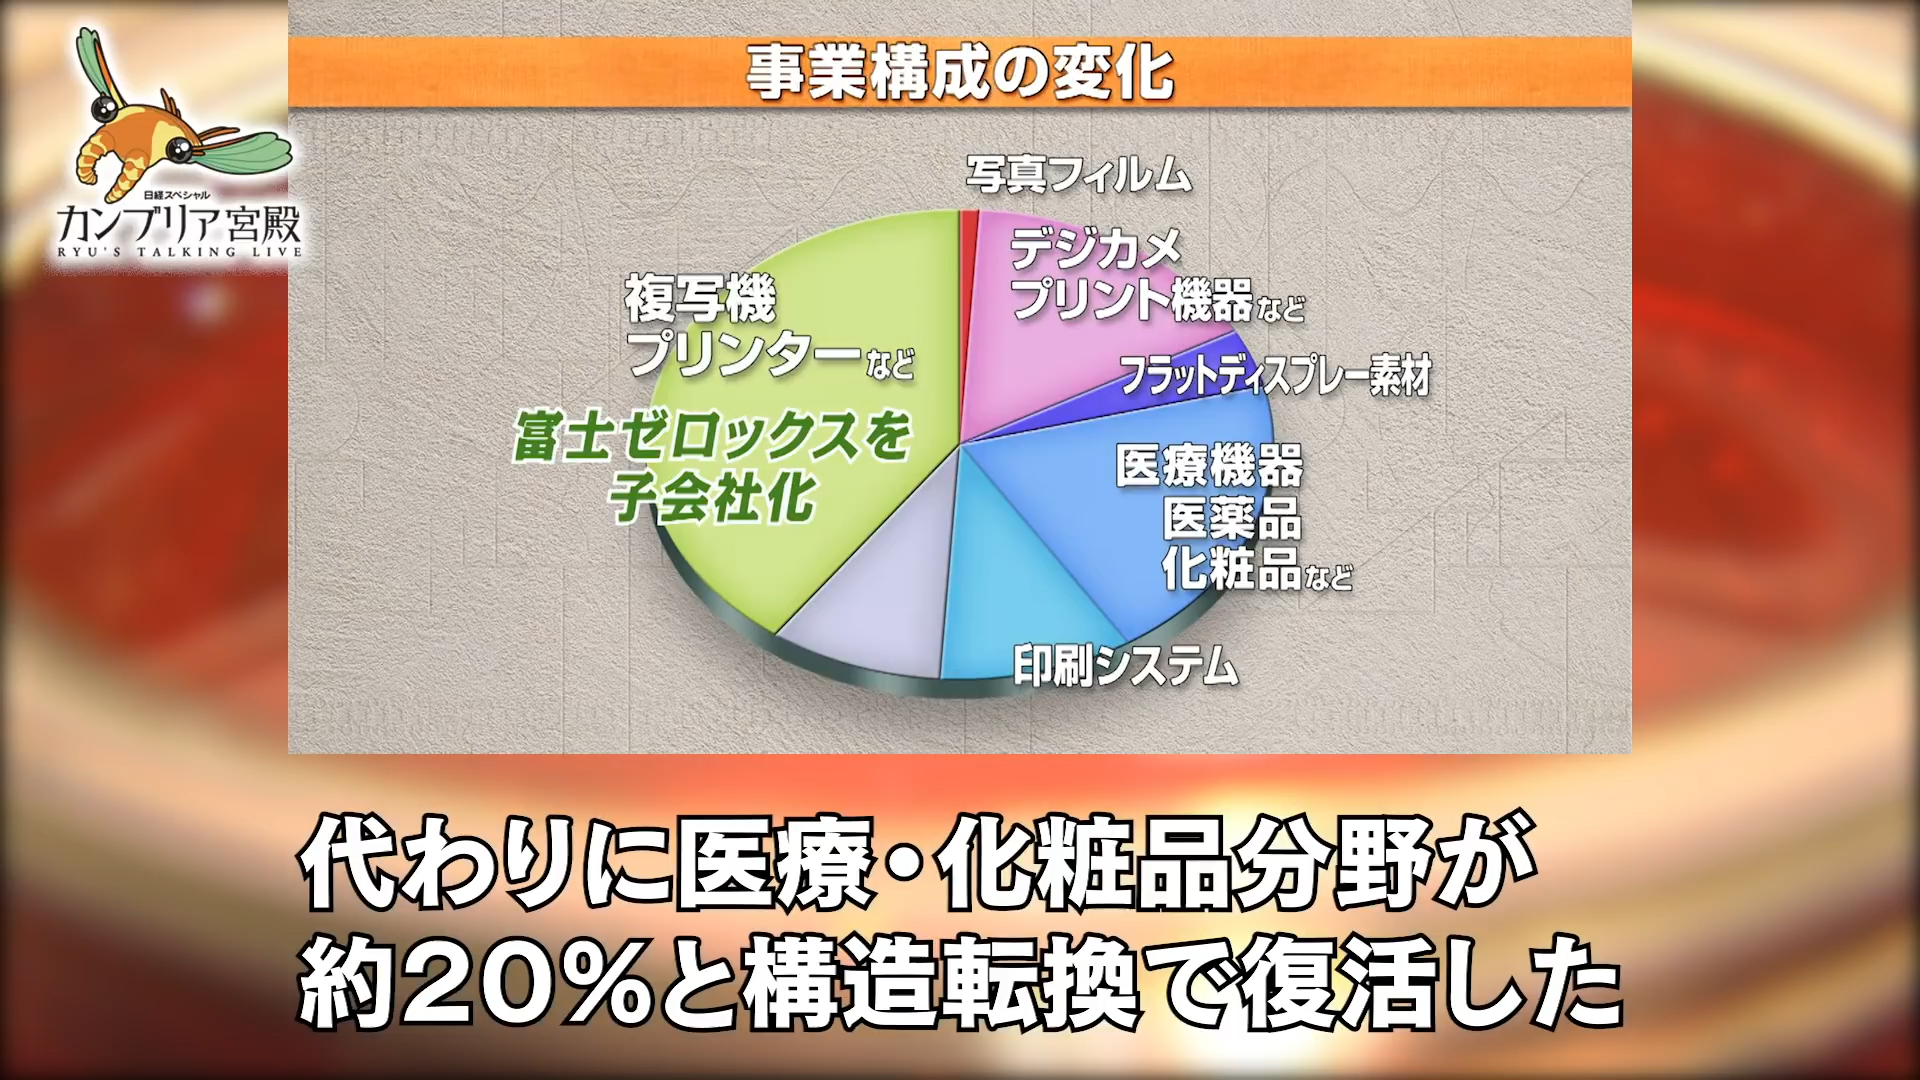 事業構成の変化
日経スペシャル
カンブリア宮殿
RYU'S TALKING LIVE
写真フィルム
デジカメ
プリント機器など
フラットディスプレー素材
医療機器
医薬品
化粧品など
印刷システム
複写機
プリンターなど
富士ゼロックスを
子会社化
代わりに医療・化粧品分野が
約20%と構造転換で復活した